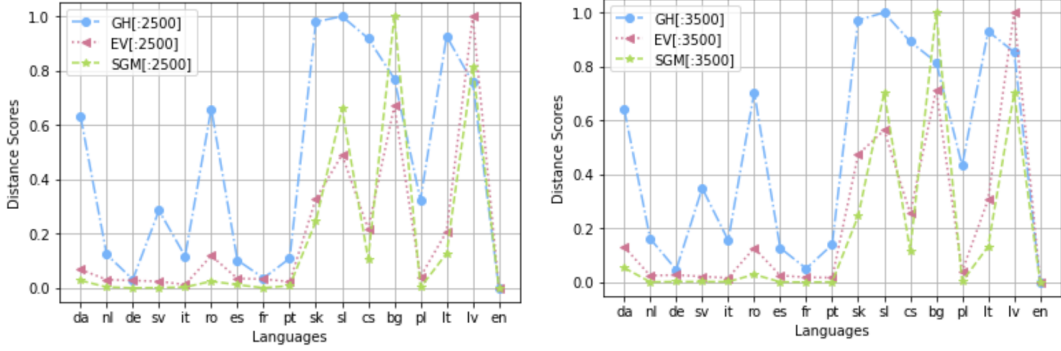 GH[:2500]
EV[:2500]
SGM[:2500]
1.0
0.8
0.6
0.4
0.2
0.0
Distance Scores
da nl de sv it ro es fr pt sk sl cs bg pl lt lv en
Languages
GH[:3500]
EV[:3500]
SGM[:3500]
1.0
0.8
0.6
0.4
0.2
0.0
Distance Scores
da nl de sv it ro es fr pt sk sl cs bg pl lt lv en
Languages